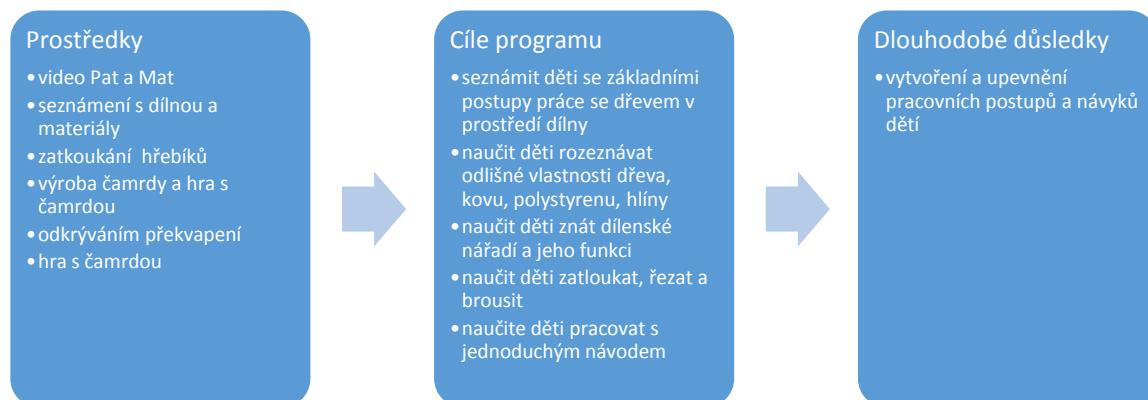 Prostředky
•video Pat a Mat
•seznámení s dílnou a
materiály
•zatkoukání hřebíků
•výroba čamrdy a hra s
čamrdou
•odkrýváním překvapení
•hra s čamrdou
Cíle programu
•seznámit děti se základními
postupy práce se dřevem v
prostředí dílny
•naučit děti rozeznávat
odlišné vlastnosti dřeva,
kovu, polystyrenu, hlíny
•naučit děti znát dílenské
nářadí a jeho funkci
•naučit děti zatloukat, řezat a
brousit
•naučite děti pracovat s
jednoduchým návodem
Dlouhodobé důsledky
•vytvoření a upevnění
pracovních postupů a návyků
dětí